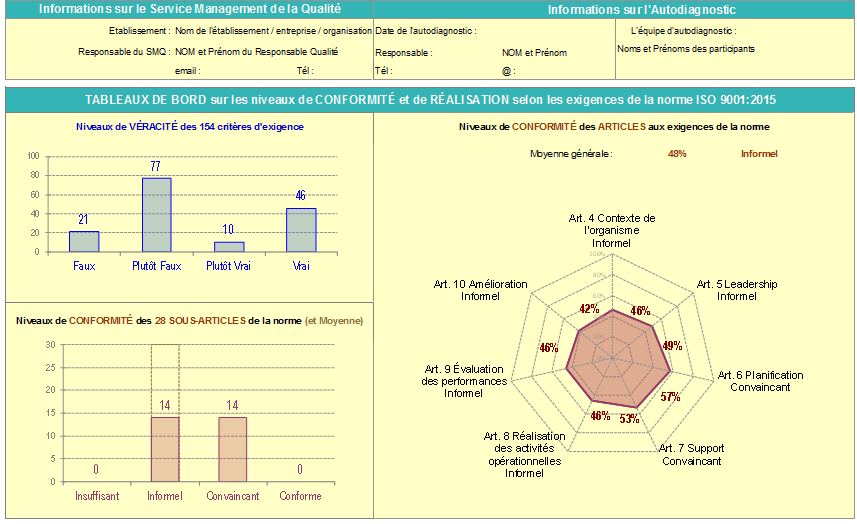 Informations sur le Service Management de la Qualité
Informations sur l'Autodiagnostic
Etablissement : Nom de l'établissement / entreprise / organisation
Responsable du SMQ : NOM et Prénom du Responsable Qualité
email : Tél :
Date de l'autodiagnostic :
Responsable : NOM et Prénom
Tél : @ :
L'équipe d'autodiagnostic :
Noms et Prénoms des participants
TABLEAUX DE BORD sur les niveaux de CONFORMITÉ et de RÉALISATION selon les exigences de la norme ISO 9001:2015
Niveaux de VÉRACITÉ des 154 critères d'exigence
100
80
60
40
20
0
21
77
10
46
Faux Plutôt Faux Plutôt Vrai Vrai
Niveaux de CONFORMITÉ des 28 SOUS-ARTICLES de la norme (et Moyenne)
30
25
20
15
10
5
0
0
14
14
0
Insuffisant Informel Convaincant Conforme
Niveaux de CONFORMITÉ des ARTICLES aux exigences de la norme
Moyenne générale : 48% Informel
Art. 4 Contexte de
l'organisme
Informel
100%
80%
60%
Art. 5 Leadership
Informel
Art. 6 Planification
Convaincant
Art. 7 Support
Convaincant
Art. 8 Réalisation
des activités
opérationnelles
Informel
Art. 9 Évaluation
des performances
Informel
Art. 10 Amélioration
Informel
46%
49%
57%
53%
46%
46%
42%